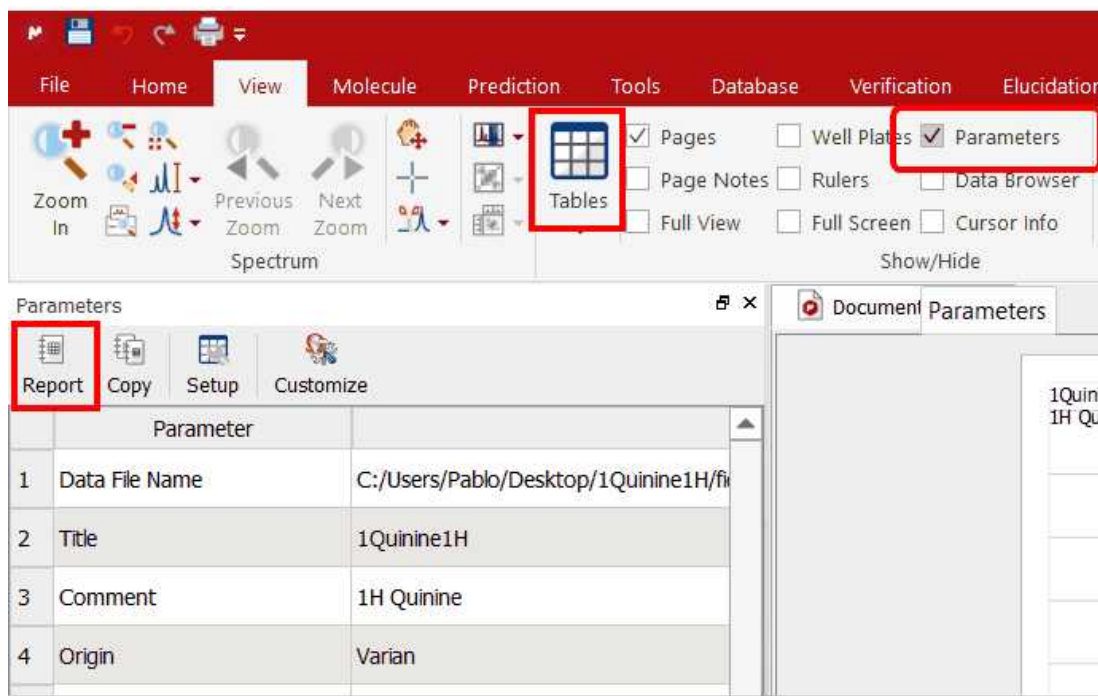 File Home View Molecule Prediction Tools Database Verification Elucidation
Pages Well Plates Parameters
Zoom In
Previous Zoom
Next Zoom
Tables
Page Notes Rulers Data Browser
Full View Full Screen Cursor Info
Spectrum Show/Hide
Parameters
Document Parameters
Report Copy Setup Customize
1Quin
1H Qu
Parameter
1 Data File Name C:/Users/Pablo/Desktop/1Quinine1H/fi
2 Title 1Quinine1H
3 Comment 1H Quinine
4 Origin Varian